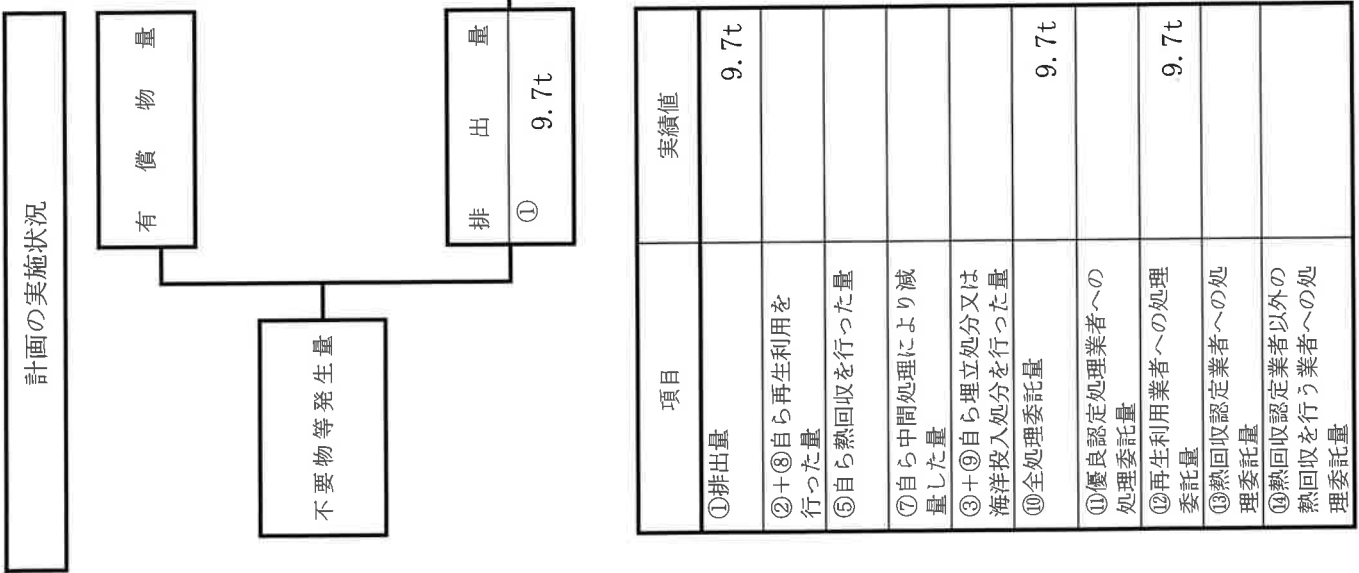 計画の実施状況
有償物量
不要物等発生量
排出量
① 9.7t
項目 実績値
①排出量 9.7t
②+⑧自ら再生利用を
行った量
⑤自ら熱回収を行った量
⑦自ら中間処理により減
量した量
③+⑨自ら埋立処分又は
海洋投入処分を行った量
⑩全処理委託量 9.7t
⑪優良認定処理業者への
処理委託量
⑫再生利用業者への処理
委託量 9.7t
⑬熱回収認定業者への処
理委託量
⑭熱回収認定業者以外の
熱回収を行う業者への処
理委託量